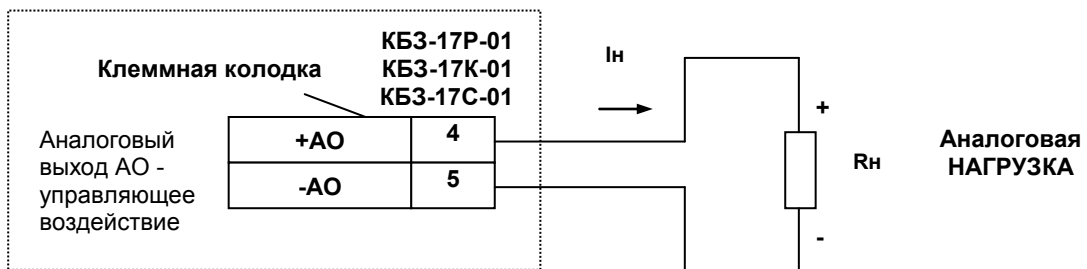 КБЗ-17Р-01
КБЗ-17К-01
КБЗ-17С-01
Клеммная колодка
Аналоговый
выход АО -
управляющее
воздействие
+АО
4
-АО
5
Iн
+
Rн
-
Аналоговая
НАГРУЗКА